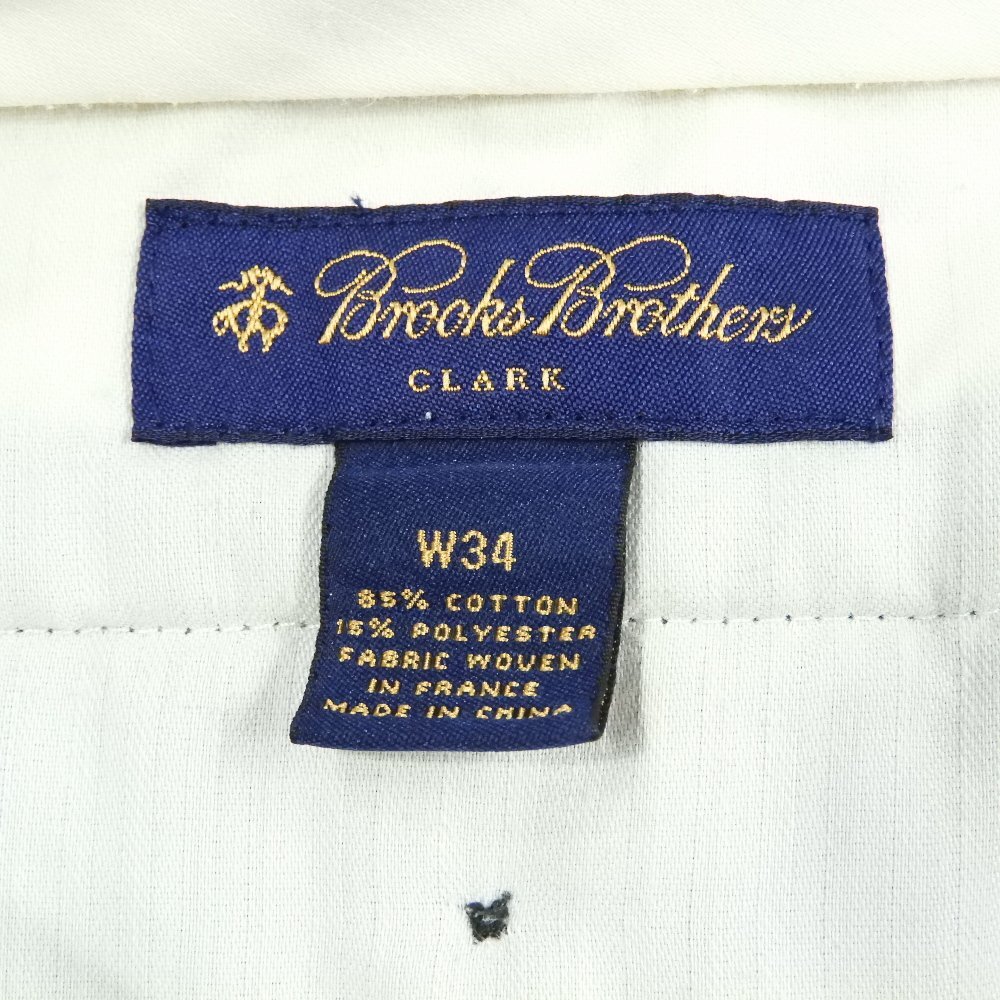 Brooks Brothers
CLARK
W34
85% COTTON
15% POLYESTER
FABRIC WOVEN
IN FRANCE
MADE IN CHINA